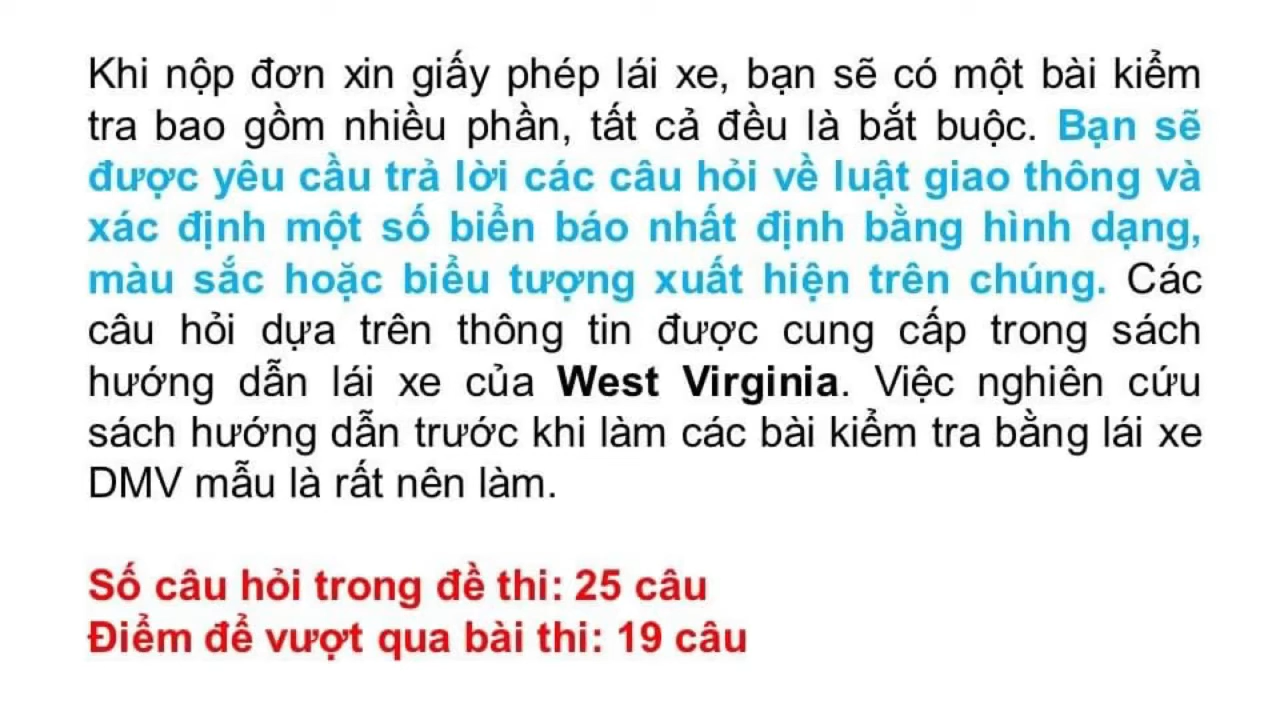 Khi nộp đơn xin giấy phép lái xe, bạn sẽ có một bài kiểm
tra bao gồm nhiều phần, tất cả đều là bắt buộc. Bạn sẽ
được yêu cầu trả lời các câu hỏi về luật giao thông và
xác định một số biển báo nhất định bằng hình dạng,
màu sắc hoặc biểu tượng xuất hiện trên chúng. Các
câu hỏi dựa trên thông tin được cung cấp trong sách
hướng dẫn lái xe của West Virginia. Việc nghiên cứu
sách hướng dẫn trước khi làm các bài kiểm tra bằng lái xe
DMV mẫu là rất nên làm.
Số câu hỏi trong đề thi: 25 câu
Điểm để vượt qua bài thi: 19 câu